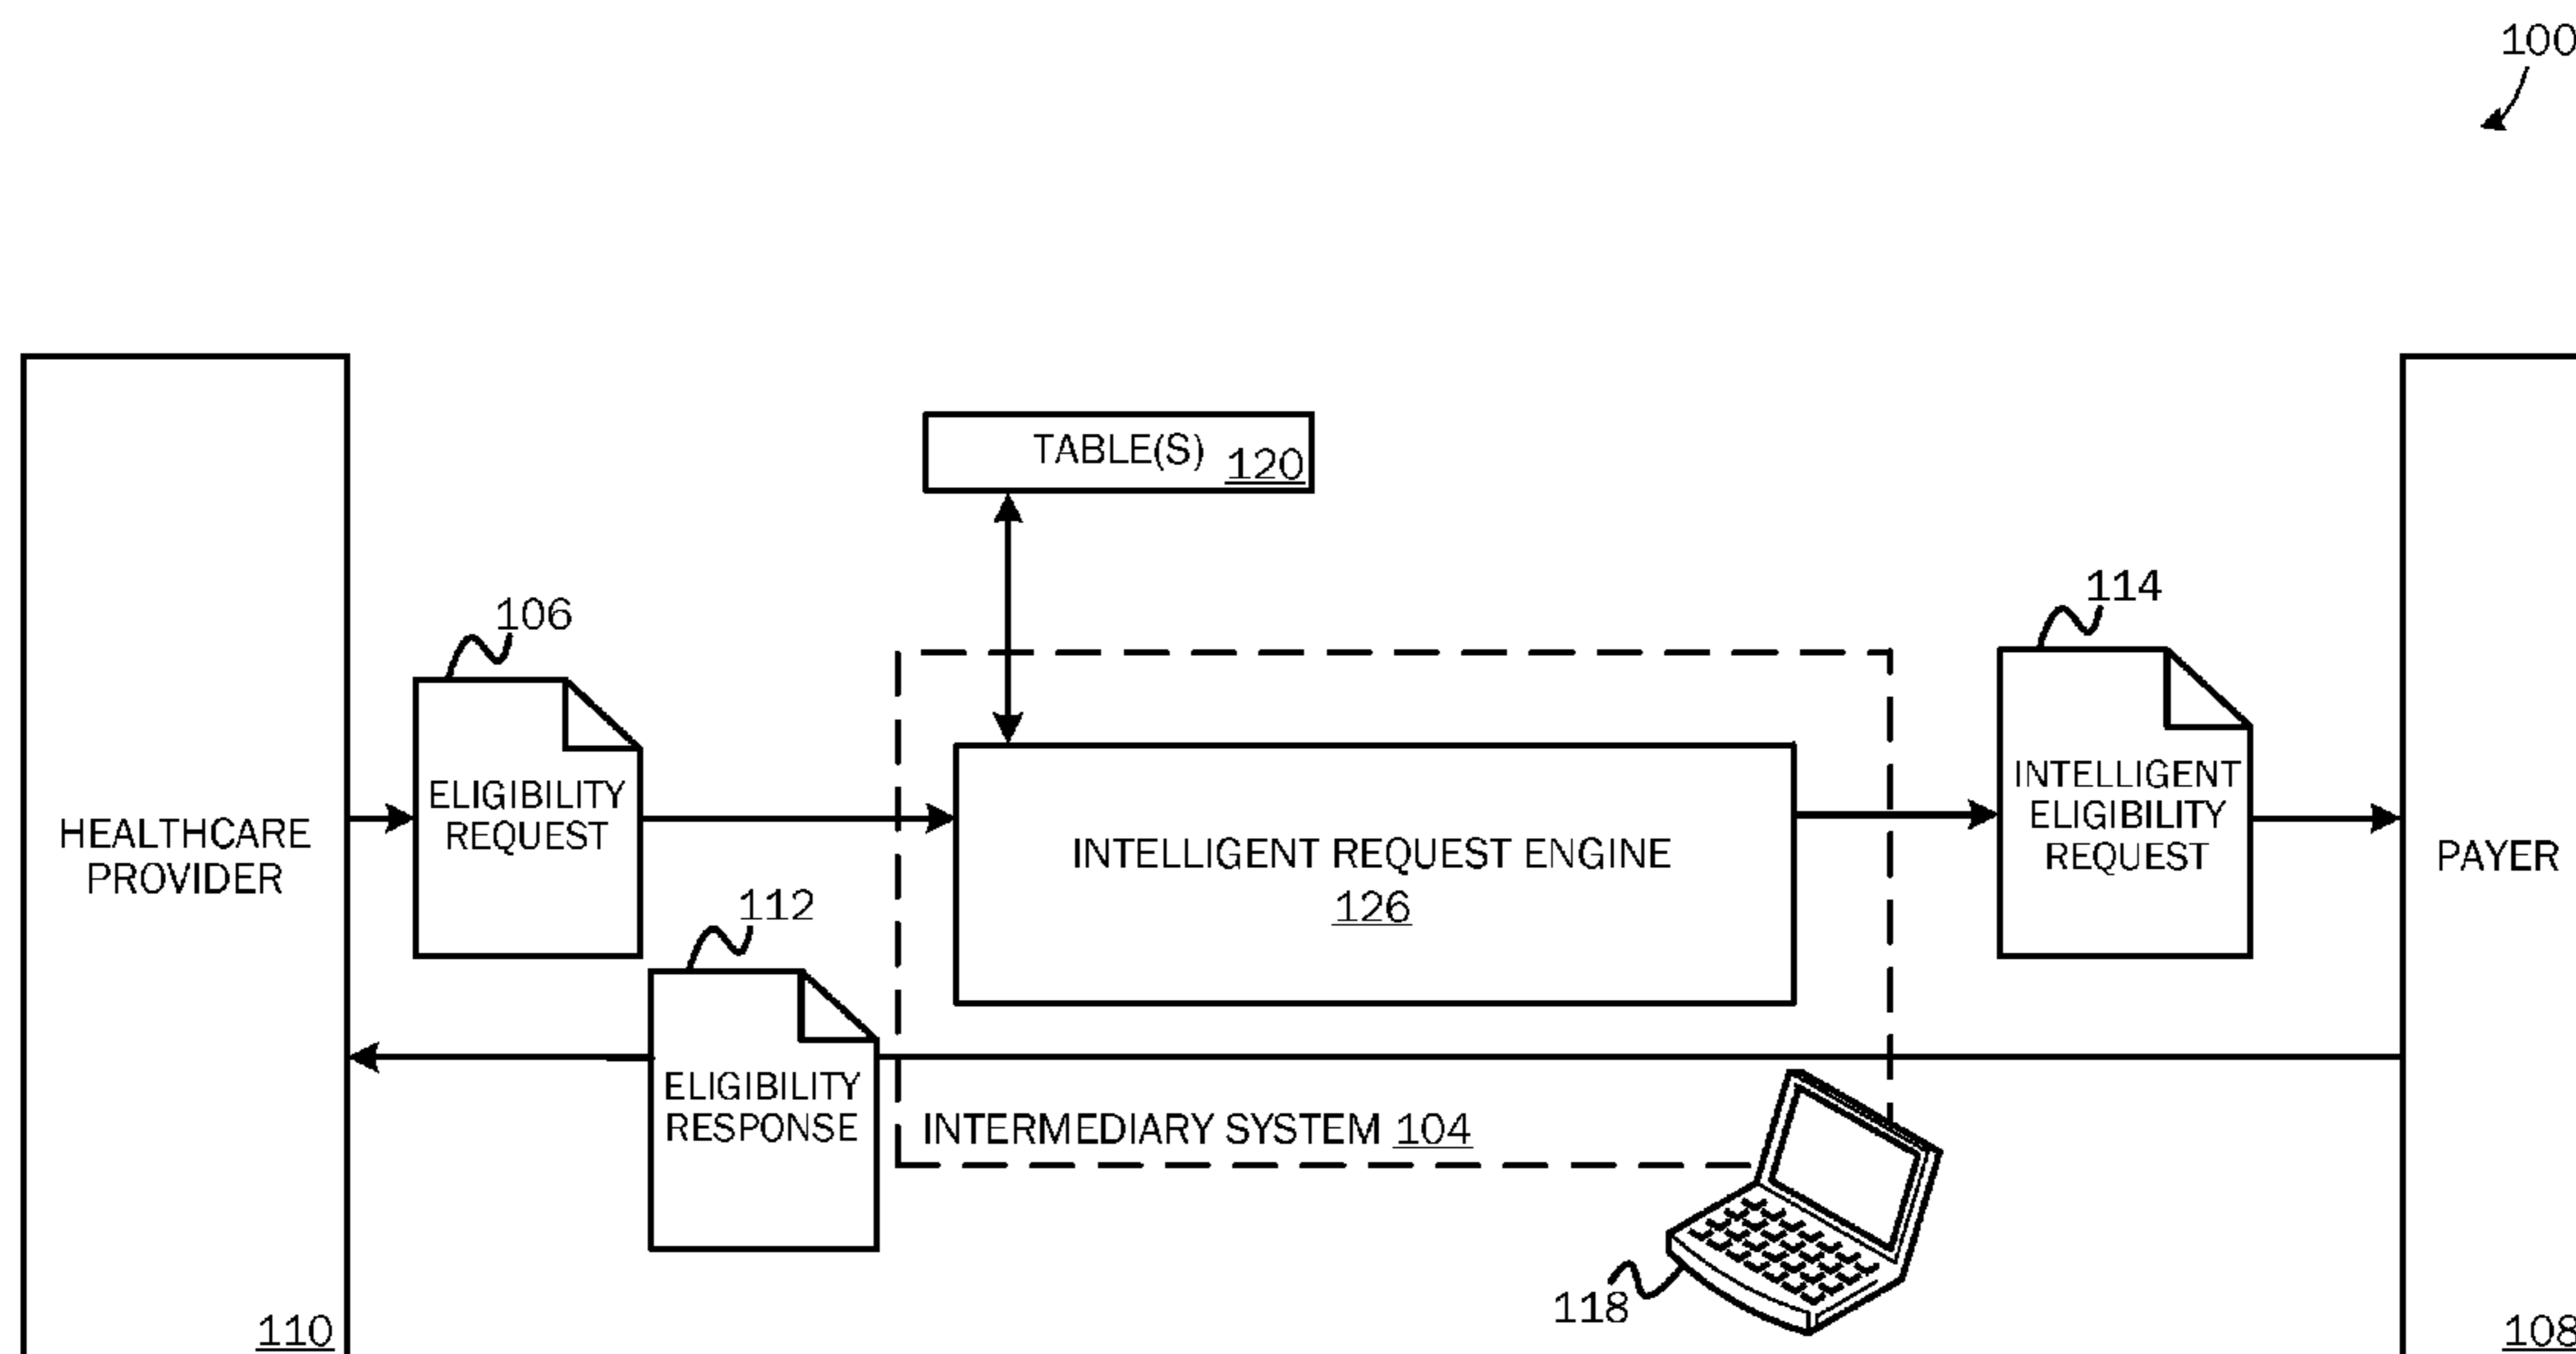 100
TABLE(S) 120
106
114
ELIGIBILITY
REQUEST
INTELLIGENT
ELIGIBILITY
REQUEST
HEALTHCARE
PROVIDER
INTELLIGENT REQUEST ENGINE
126
PAYER
112
ELIGIBILITY
RESPONSE
INTERMEDIARY SYSTEM 104
118
110
108